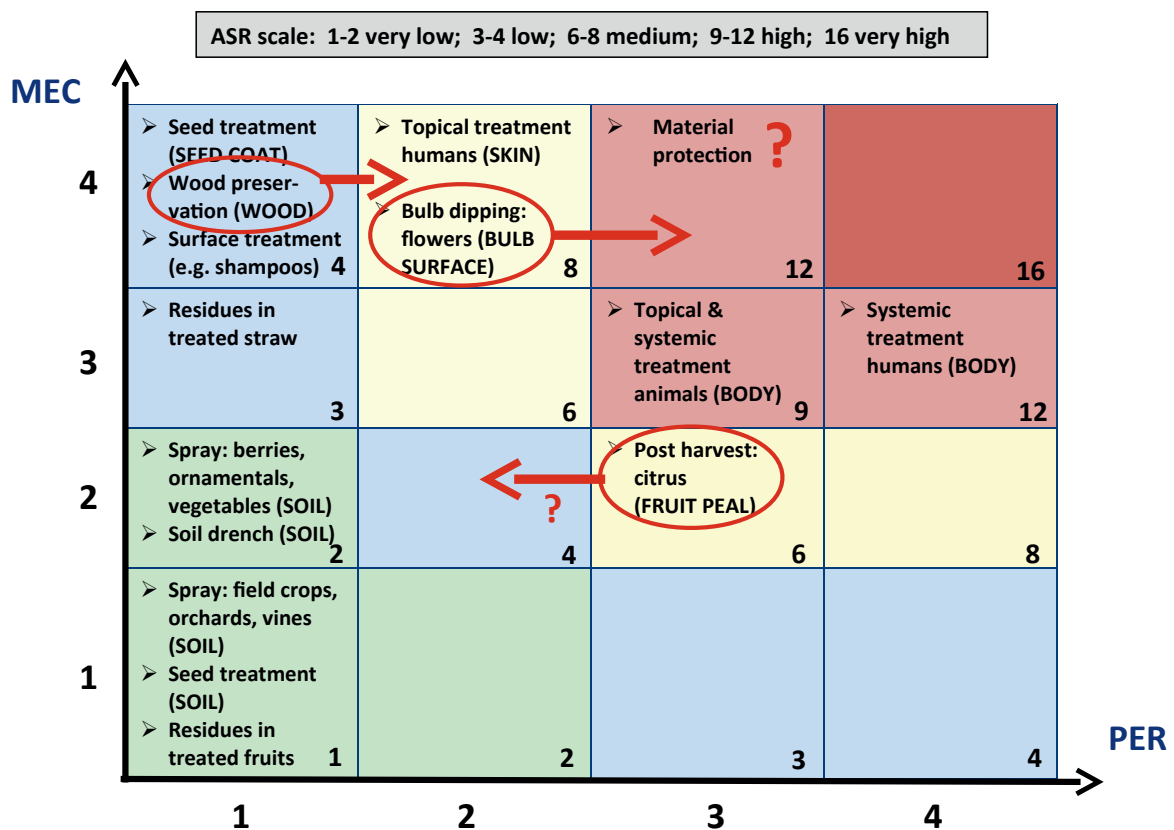 ASR scale: 1-2 very low; 3-4 low; 6-8 medium; 9-12 high; 16 very high
MEC
4
➢ Seed treatment
(SEED COAT)
➢ Wood preser-
vation (WOOD)
➢ Surface treatment
(e.g. shampoos) 4
➢ Topical treatment
humans (SKIN)
➢ Bulb dipping:
flowers (BULB
SURFACE) 8
➢ Material
protection ?
12
16
3
➢ Residues in
treated straw
3
6
➢ Topical &
systemic
treatment
animals (BODY) 9
➢ Systemic
treatment
humans (BODY)
12
2
➢ Spray: berries,
ornamentals,
vegetables (SOIL)
➢ Soil drench (SOIL) 2
?
4
➢ Post harvest:
citrus
(FRUIT PEAL)
6
8
1
➢ Spray: field crops,
orchards, vines
(SOIL)
➢ Seed treatment
(SOIL)
➢ Residues in
treated fruits 1
2
3
4
PER
1 2 3 4